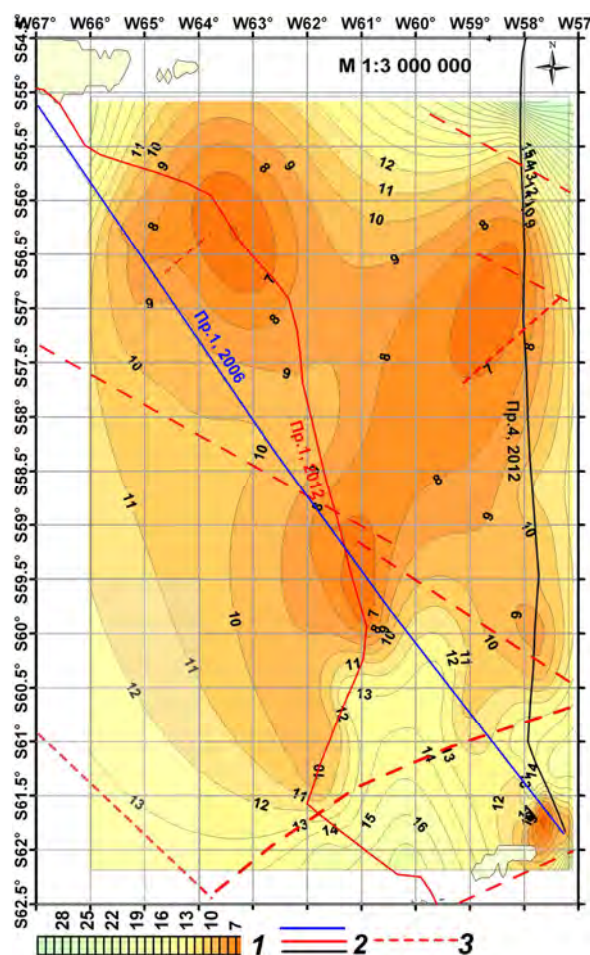 W67° W66° W65° W64° W63° W62° W61° W60° W59° W58° W57
S54.5°
S55°
S55.5°
S56°
S56.5°
S57°
S57.5°
S58°
S58.5°
S59°
S59.5°
S60°
S60.5°
S61°
S61.5°
S62°
S62.5°
М 1:3 000 000
N
11 10 9 8 9 12
11
10
8 8
9
7
9 8
8
10 9 7
Пр.1, 2006
Пр.4, 2012
10
Пр.1, 2012
11 8
9 10
10 7
11 12 11 10
12 13
12
10 14 13
11
13 12 13 14 15 16 12
28 25 22 19 16 13 10 7
1 2 3